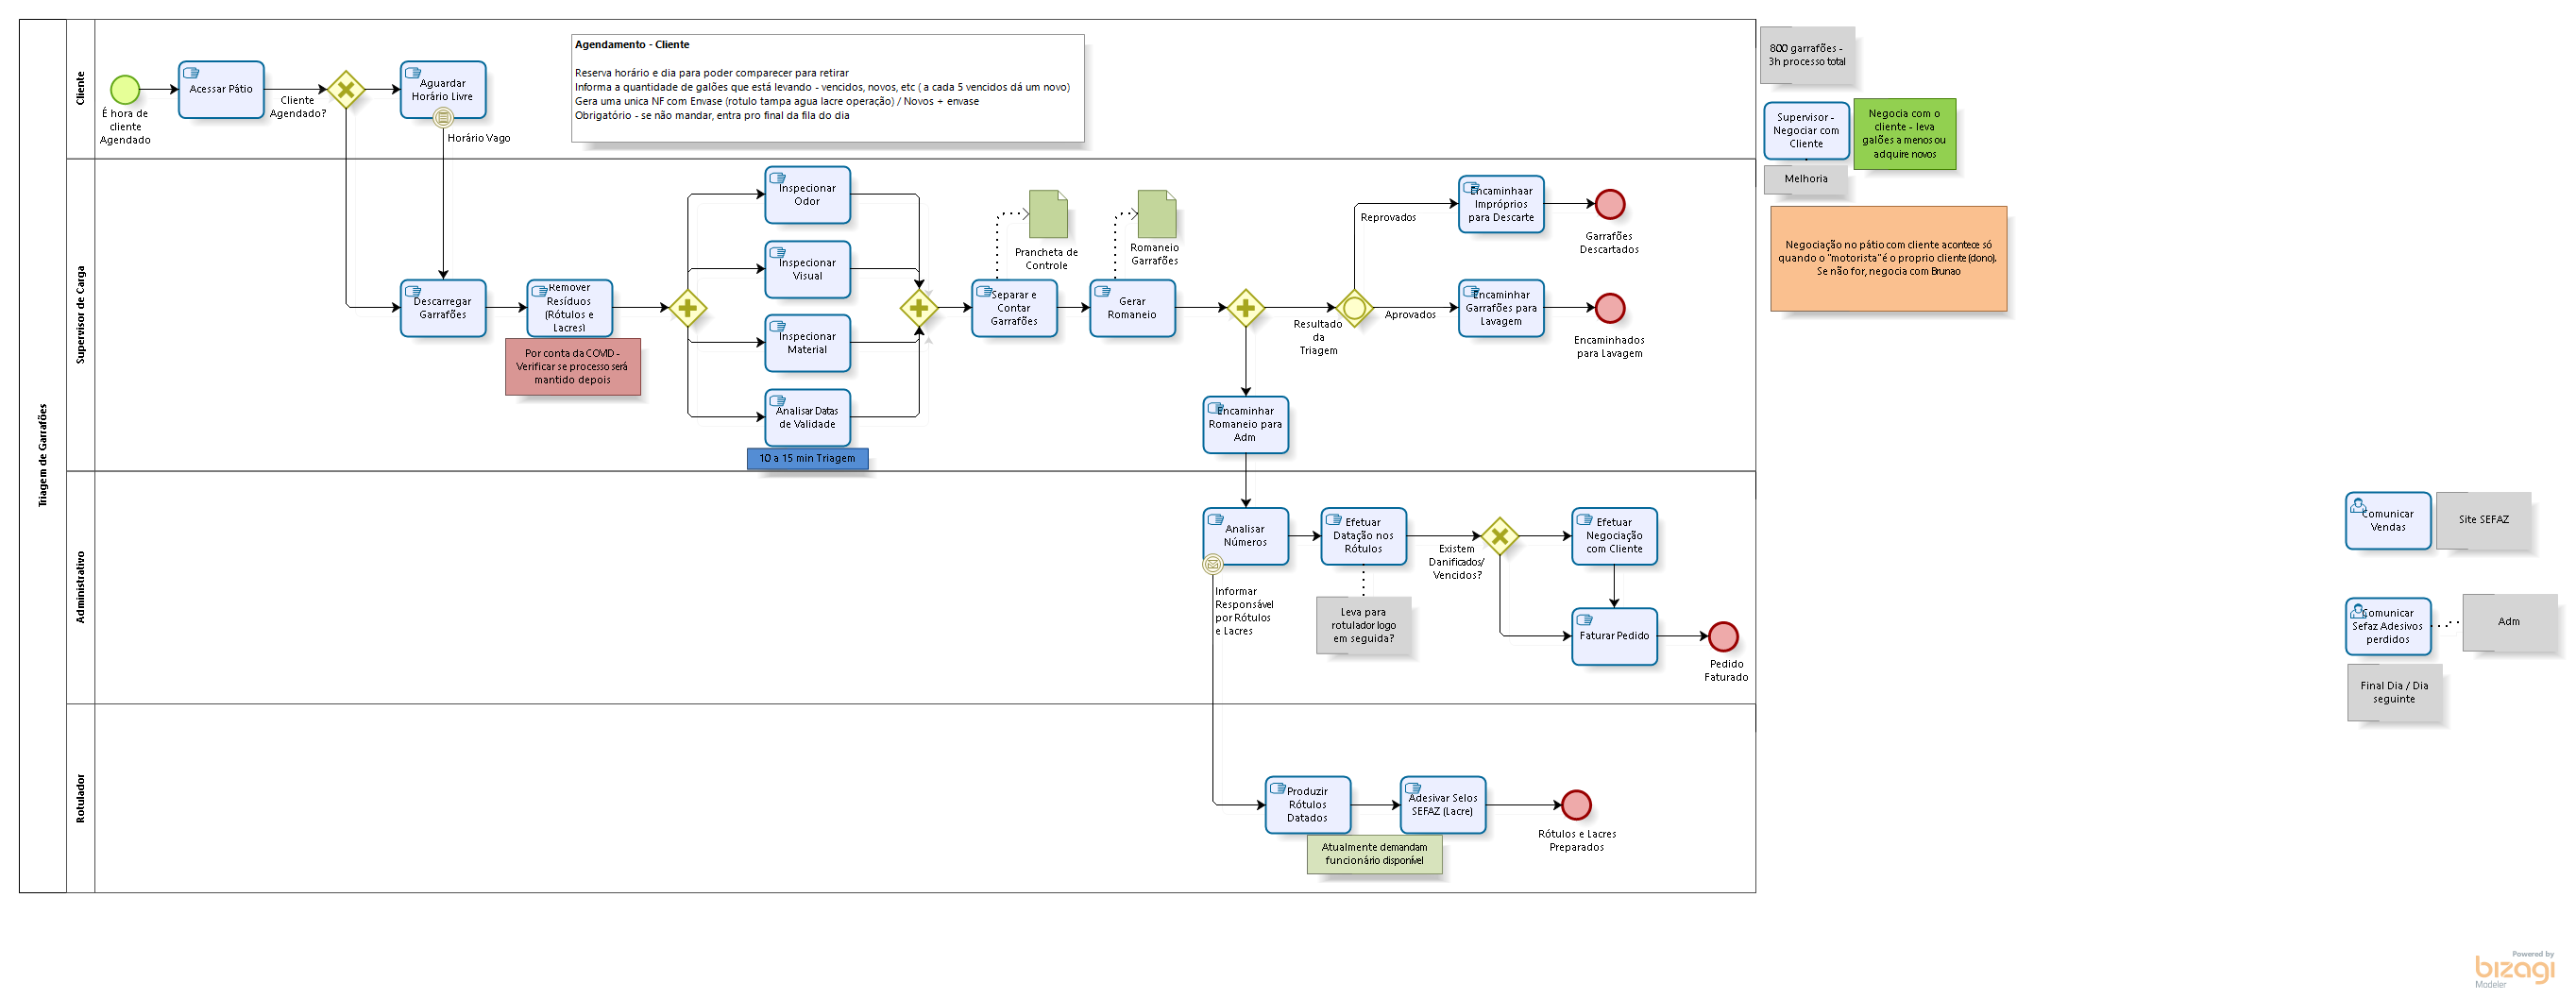 Triagem de Garrafões
Cliente
É hora de
cliente
Agendado
Acessar Pátio
Cliente
Agendado?
Aguardar
Horário Livre
Horário Vago
Agendamento - Cliente
Reserva horário e dia para poder comparecer para retirar
Informa a quantidade de galões que está levando - vencidos, novos, etc ( a cada 5 vencidos dá um novo)
Gera uma unica NF com Envase (rotulo tampa agua lacre operação) / Novos + envase
Obrigatório - se não mandar, entra pro final da fila do dia
800 garrafões -
3h processo total
Supervisor -
Negociar com
Cliente
Negocia com o
cliente - leva
galões a menos ou
adquire novos
Melhoria
Negociação no pátio com cliente acontece só
quando o "motorista" é o proprio cliente (dono).
Se não for, negocia com Brunao
Supervisor de Carga
Descarregar
Garrafões
Remover
Resíduos
(Rótulos e
Lacres)
Por conta da COVID -
Verificar se processo será
mantido depois
Inspecionar
Odor
Inspecionar
Visual
Inspecionar
Material
Analisar Datas
de Validade
10 a 15 min Triagem
Prancheta de
Controle
Separar e
Contar
Garrafões
Romaneio
Garrafões
Gerar
Romaneio
Resultado
da
Triagem
Reprovados
Encaminhaar
Impróprios
para Descarte
Garrafões
Descartados
Aprovados
Encaminhar
Garrafões para
Lavagem
Encaminhados
para Lavagem
Encaminhar
Romaneio para
Adm
Administrativo
Analisar
Números
Informar
Responsável
por Rótulos
e Lacres
Efetuar
Datação nos
Rótulos
Leva para
rotulador logo
em seguida?
Existem
Danificados/
Vencidos?
Efetuar
Negociação
com Cliente
Faturar Pedido
Pedido
Faturado
Comunicar
Vendas
Site SEFAZ
Comunicar
Sefaz Adesivos
perdidos
Adm
Final Dia / Dia
seguinte
Rotulador
Produzir
Rótulos
Datados
Adesivar Selos
SEFAZ (Lacre)
Atualmente demandam
funcionário disponível
Rótulos e Lacres
Preparados
Powered by
bizagi
Modeler